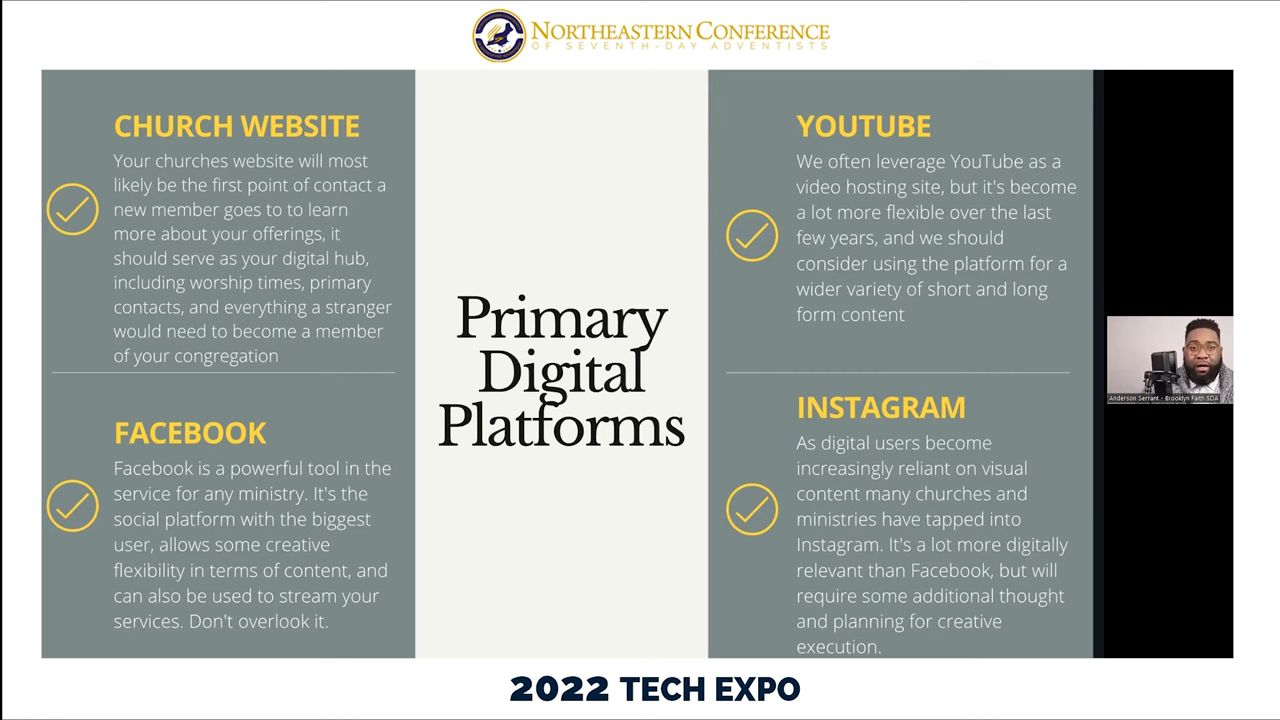 NORTHEASTERN CONFERENCE
OF SEVENTH-DAY ADVENTISTS
CHURCH WEBSITE
Your churches website will most
likely be the first point of contact a
new member goes to to learn
more about your offerings, it
should serve as your digital hub,
including worship times, primary
contacts, and everything a stranger
would need to become a member
of your congregation
FACEBOOK
Facebook is a powerful tool in the
service for any ministry. It's the
social platform with the biggest
user, allows some creative
flexibility in terms of content, and
can also be used to stream your
services. Don't overlook it.
Primary
Digital
Platforms
YOUTUBE
We often leverage YouTube as a
video hosting site, but it's become
a lot more flexible over the last
few years, and we should
consider using the platform for a
wider variety of short and long
form content
INSTAGRAM
As digital users become
increasingly reliant on visual
content many churches and
ministries have tapped into
Instagram. It's a lot more digitally
relevant than Facebook, but will
require some additional thought
and planning for creative
execution.
Anderson Serrant - Brooklyn Faith SDA
2022 TECH EXPO